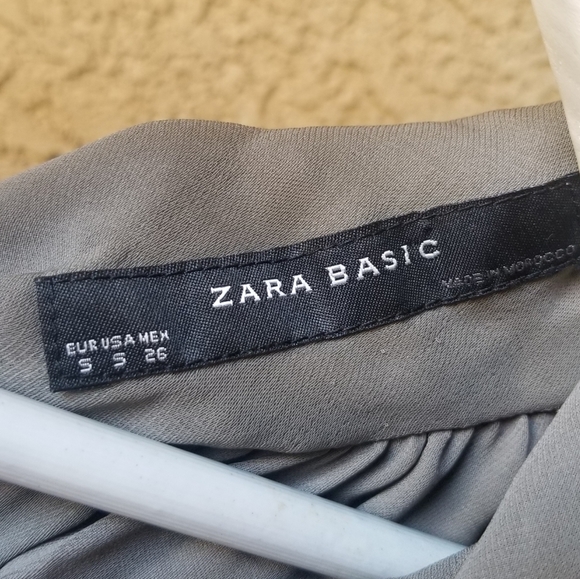 ZARA BASIC
MADE IN MOROCCO
EUR USA MEX
S S 26